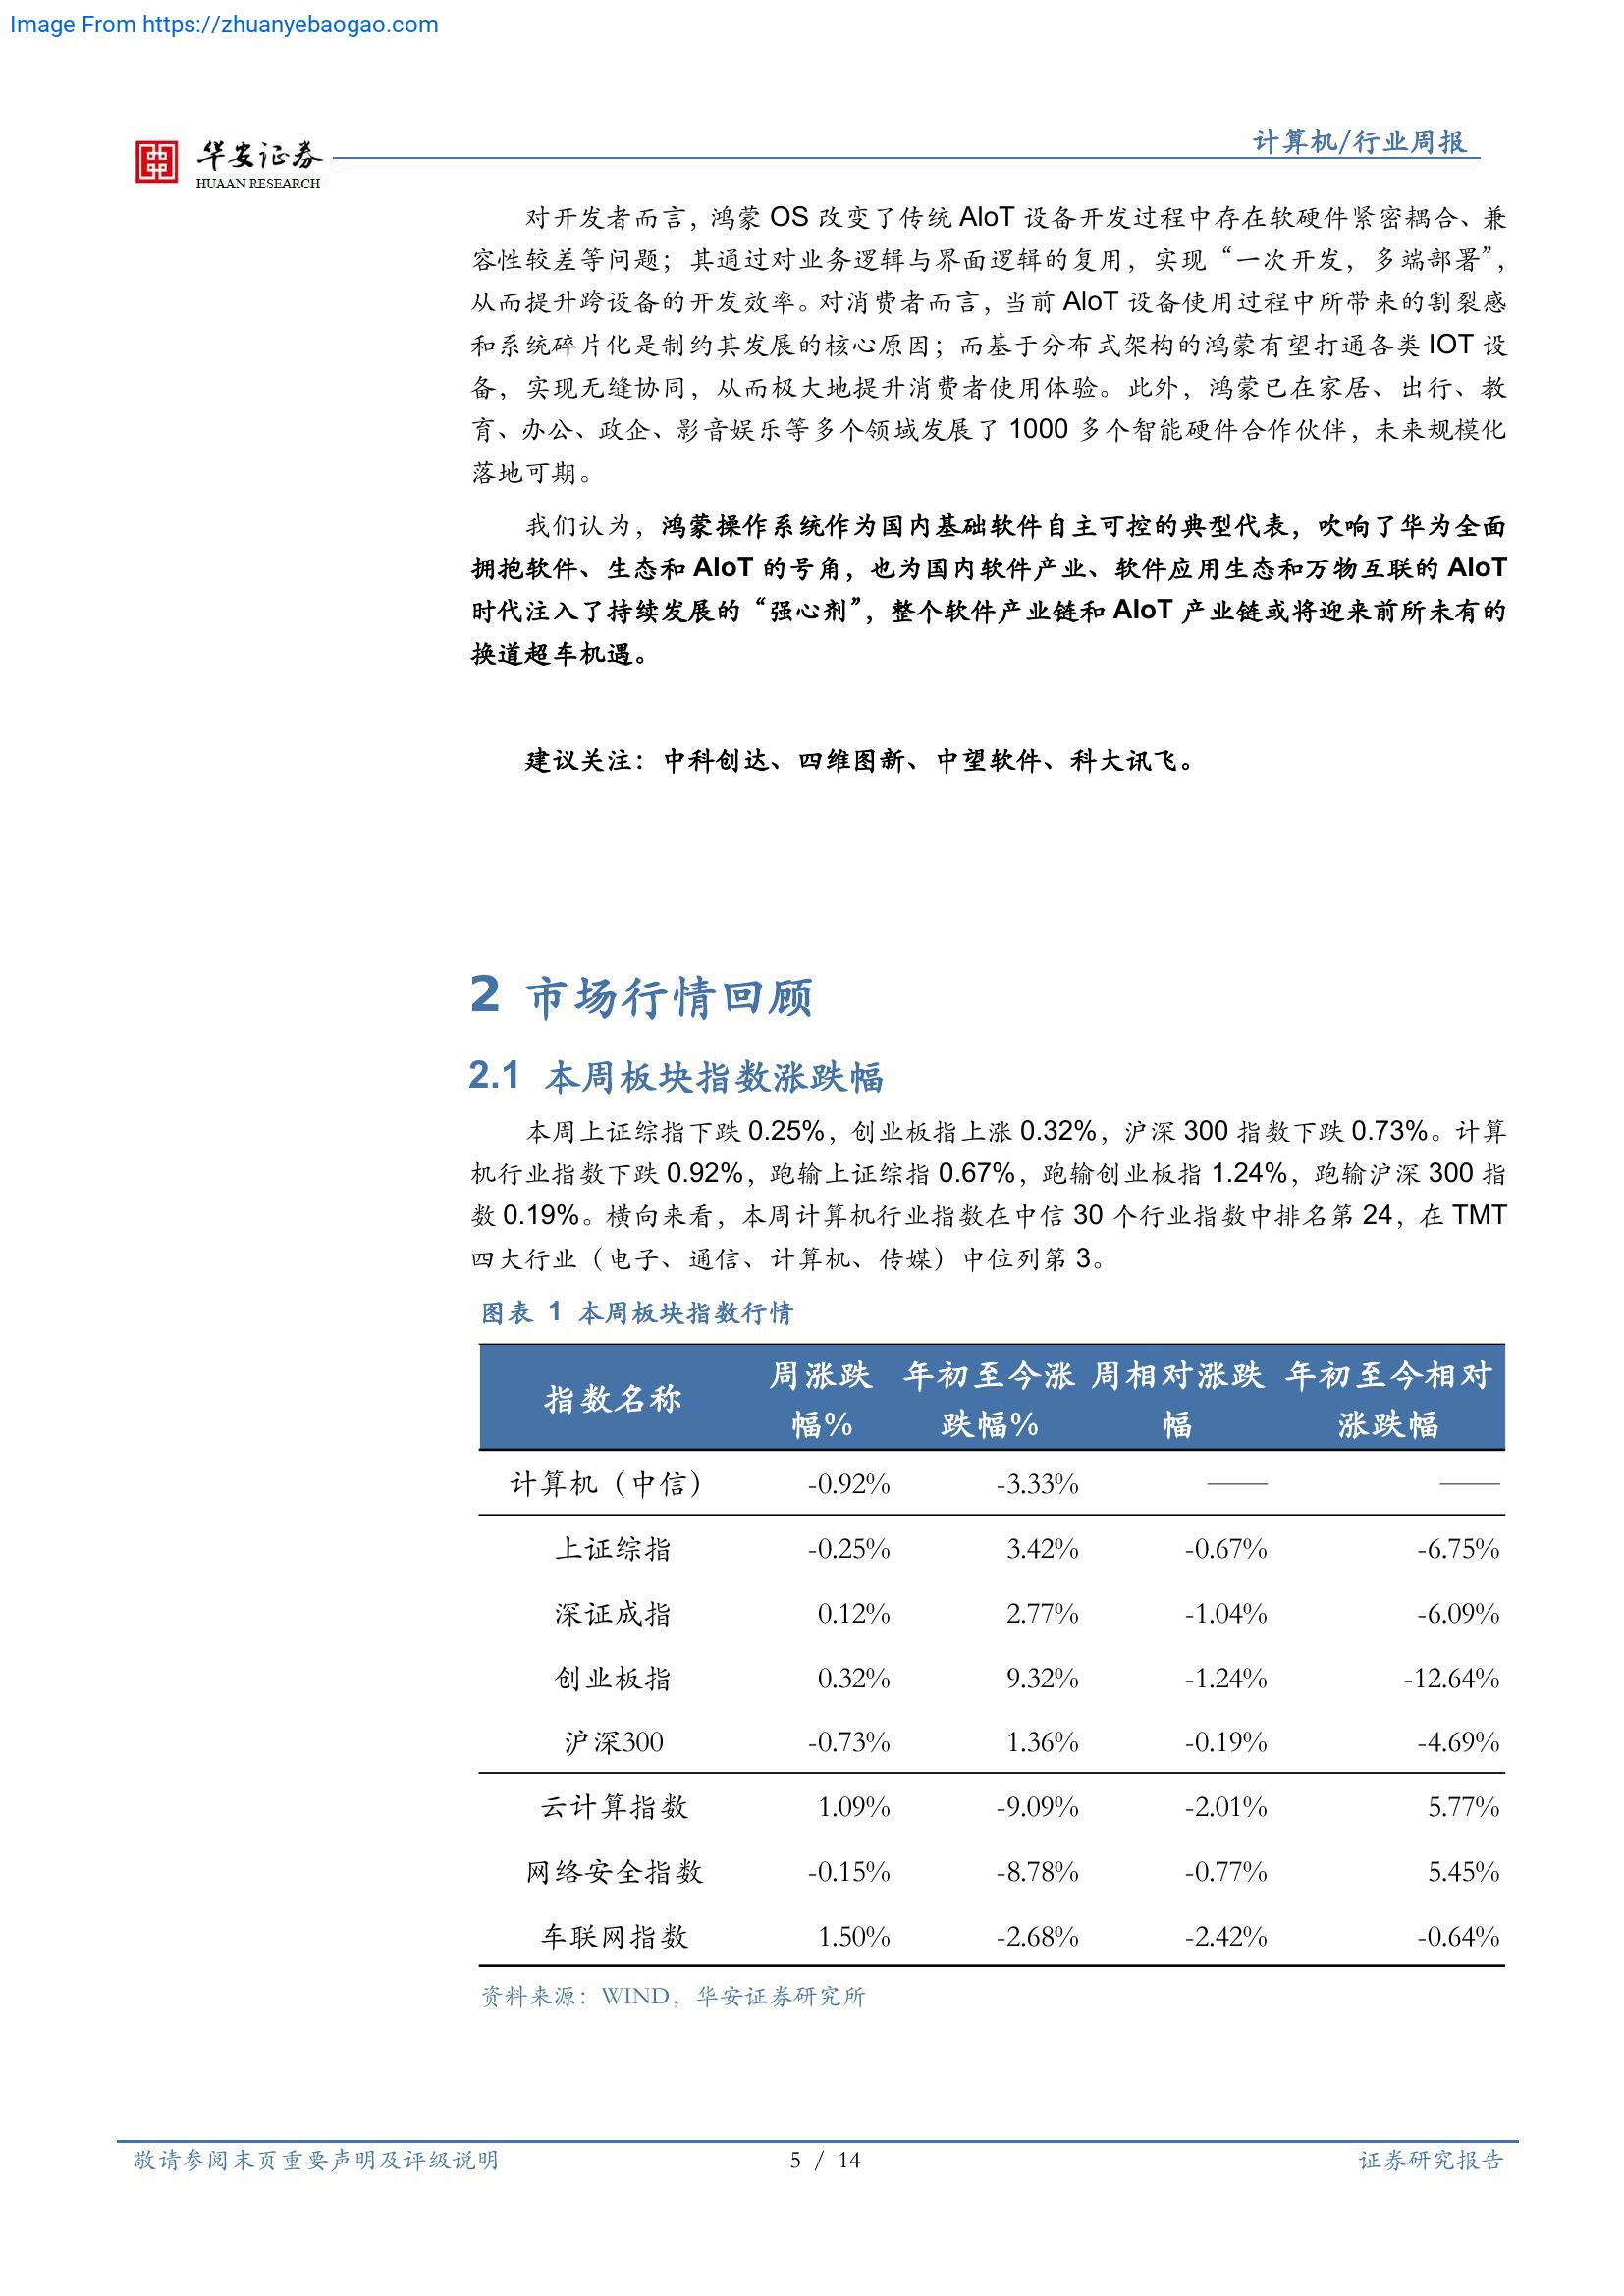 Image From https://zhuanyebaogao.com
华安证券
HUAAN RESEARCH
计算机/行业周报
对开发者而言，鸿蒙 OS 改变了传统 AIoT 设备开发过程中存在软硬件紧密耦合、兼
容性较差等问题；其通过对业务逻辑与界面逻辑的复用，实现“一次开发，多端部署”，
从而提升跨设备的开发效率。对消费者而言，当前 AIoT 设备使用过程中所带来的割裂感
和系统碎片化是制约其发展的核心原因；而基于分布式架构的鸿蒙有望打通各类 IOT 设
备，实现无缝协同，从而极大地提升消费者使用体验。此外，鸿蒙已在家居、出行、教
育、办公、政企、影音娱乐等多个领域发展了 1000 多个智能硬件合作伙伴，未来规模化
落地可期。
我们认为，鸿蒙操作系统作为国内基础软件自主可控的典型代表，吹响了华为全面
拥抱软件、生态和 AIoT 的号角，也为国内软件产业、软件应用生态和万物互联的 AIoT
时代注入了持续发展的“强心剂”，整个软件产业链和 AIoT 产业链或将迎来前所未有的
换道超车机遇。
建议关注：中科创达、四维图新、中望软件、科大讯飞。
2 市场行情回顾
2.1 本周板块指数涨跌幅
本周上证综指下跌 0.25%，创业板指上涨 0.32%，沪深 300 指数下跌 0.73%。计算
机行业指数下跌 0.92%，跑输上证综指 0.67%，跑输创业板指 1.24%，跑输沪深 300 指
数 0.19%。横向来看，本周计算机行业指数在中信 30 个行业指数中排名第 24，在 TMT
四大行业（电子、通信、计算机、传媒）中位列第 3。
图表 1 本周板块指数行情
指数名称 周涨跌 年初至今涨 周相对涨跌 年初至今相对
幅% 跌幅% 幅 涨跌幅
计算机（中信） -0.92% -3.33% —— ——
上证综指 -0.25% 3.42% -0.67% -6.75%
深证成指 0.12% 2.77% -1.04% -6.09%
创业板指 0.32% 9.32% -1.24% -12.64%
沪深300 -0.73% 1.36% -0.19% -4.69%
云计算指数 1.09% -9.09% -2.01% 5.77%
网络安全指数 -0.15% -8.78% -0.77% 5.45%
车联网指数 1.50% -2.68% -2.42% -0.64%
资料来源：WIND，华安证券研究所
敬请参阅末页重要声明及评级说明 5 / 14 证券研究报告